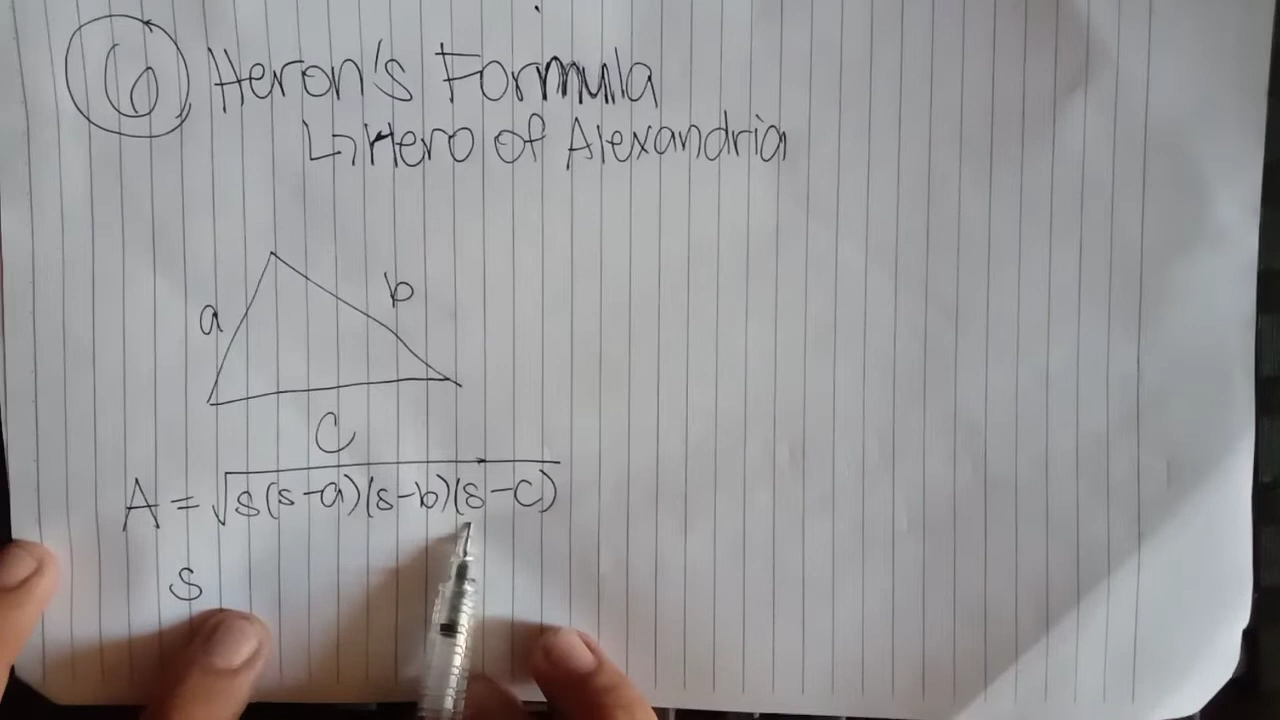 6 Heron's Formula
↳ Hero of Alexandria
a
b
C
A = √s(s-a)(s-b)(s-c)
s